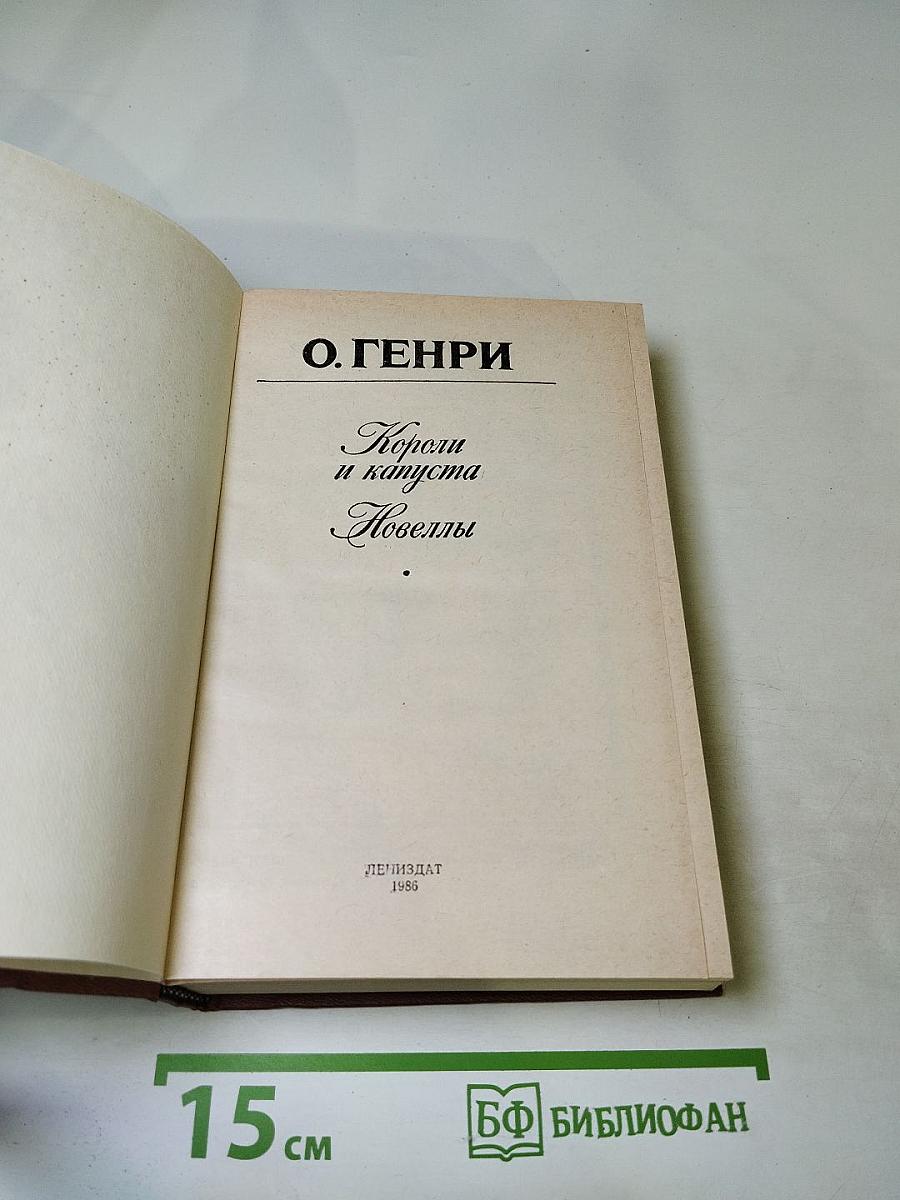 О. ГЕНРИ
Короли
и капуста
Новеллы
ЛЕНИЗДАТ
1986
15 см
БФ БИБЛИОФАН